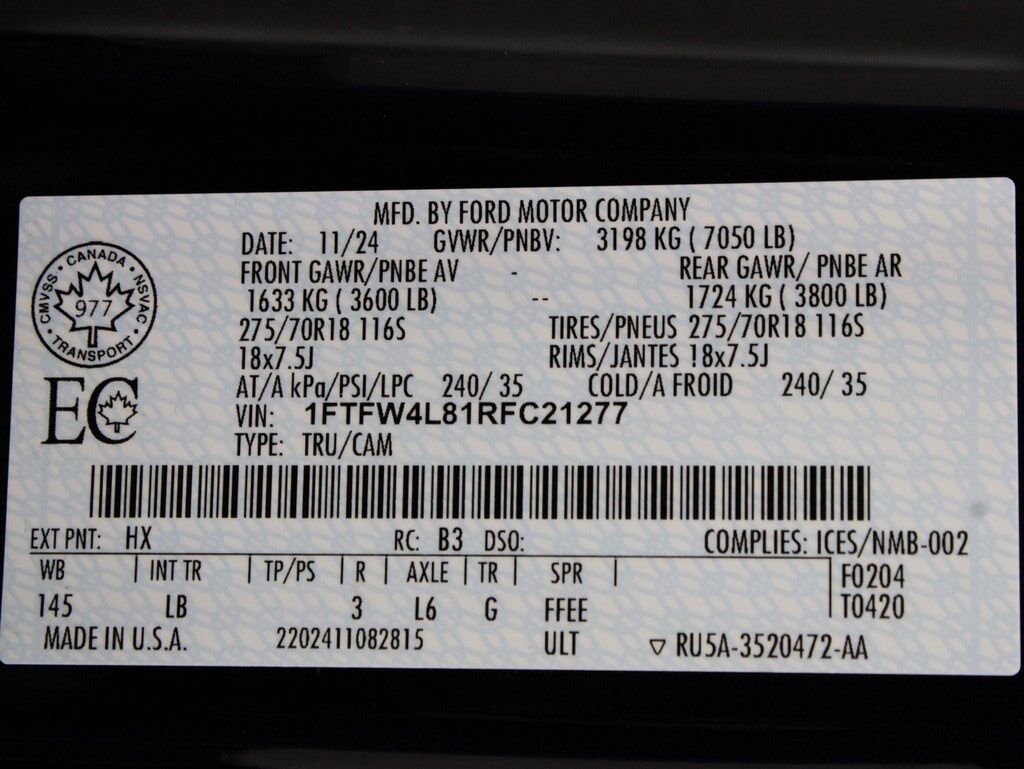 MFD. BY FORD MOTOR COMPANY
DATE: 11/24 GVWR/PNBV: 3198 KG ( 7050 LB)
FRONT GAWR/PNBE AV - REAR GAWR/ PNBE AR
1633 KG ( 3600 LB) -- 1724 KG ( 3800 LB)
275/70R18 116S TIRES/PNEUS 275/70R18 116S
18x7.5J RIMS/JANTES 18x7.5J
AT/A kPa/PSI/LPC 240/ 35 COLD/A FROID 240/ 35
VIN: 1FTFW4L81RFC21277
TYPE: TRU/CAM
CANADA
CMVSS • NSVAC
977
TRANSPORT
EC
EXT PNT: HX RC: B3 DSO: COMPLIES: ICES/NMB-002
WB | INT TR | TP/PS | R | AXLE | TR | SPR | F0204
145 LB 3 L6 G FFEE T0420
MADE IN U.S.A. 2202411082815 ULT ▽ RU5A-3520472-AA